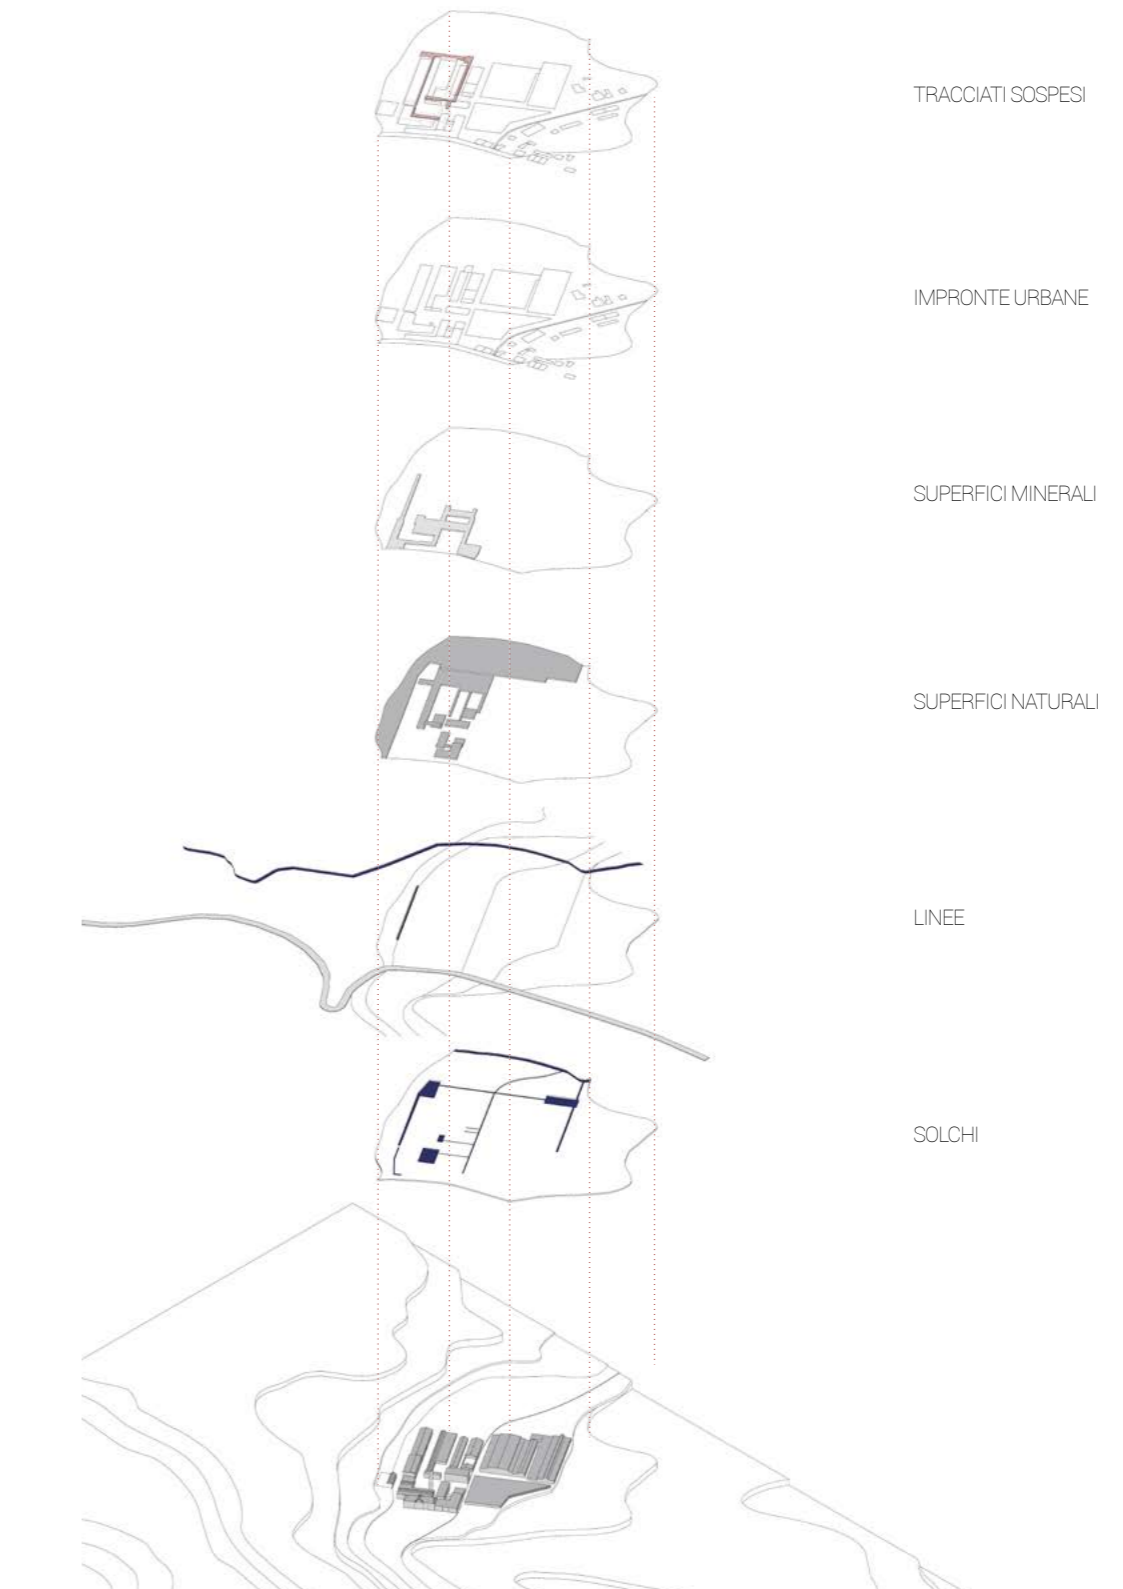 TRACCIATI SOSPESI
IMPRONTE URBANE
SUPERFICI MINERALI
SUPERFICI NATURALI
LINEE
SOLCHI